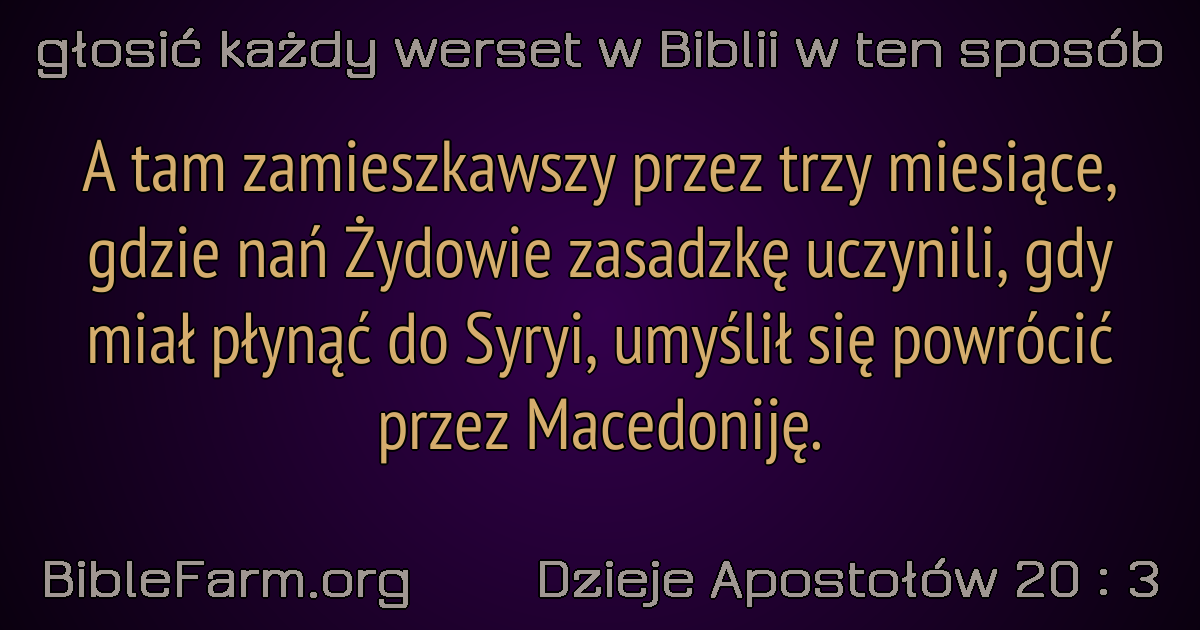 głosić każdy werset w Biblii w ten sposób
A tam zamieszkawszy przez trzy miesiące,
gdzie nań Żydowie zasadzkę uczynili, gdy
miał płynąć do Syryi, umyślił się powrócić
przez Macedoniję.
BibleFarm.org
Dzieje Apostołów 20 : 3